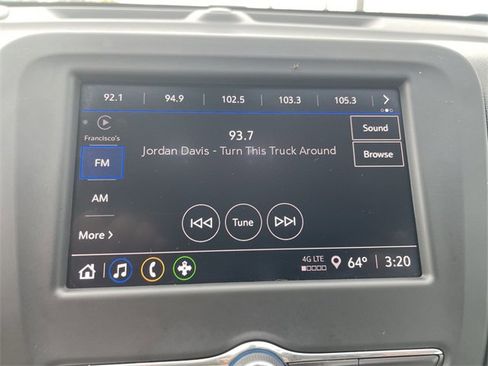 92.1 94.9 102.5 103.3 105.3
Francisco's
93.7
Sound
Jordan Davis - Turn This Truck Around
Browse
FM
AM
Tune
More >
4G LTE
64° 3:20